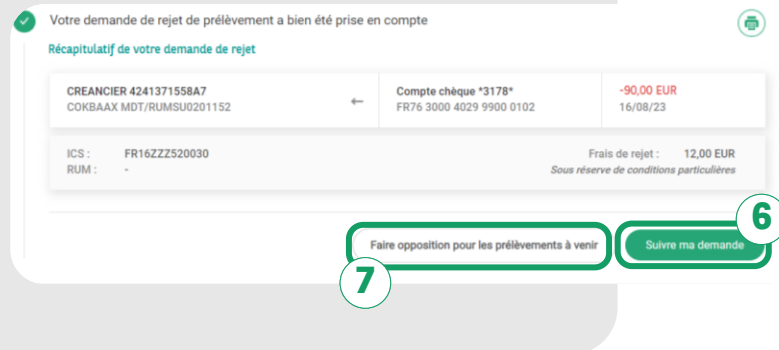 Votre demande de rejet de prélèvement a bien été prise en compte
Récapitulatif de votre demande de rejet
CREANCIER 4241371558A7
COKBAAX MDT/RUMSU0201152
←
Compte chèque *3178*
FR76 3000 4029 9900 0102
-90,00 EUR
16/08/23
ICS : FR16ZZZ520030
RUM : -
Frais de rejet : 12,00 EUR
Sous réserve de conditions particulières
6
Faire opposition pour les prélèvements à venir
Suivre ma demande
7